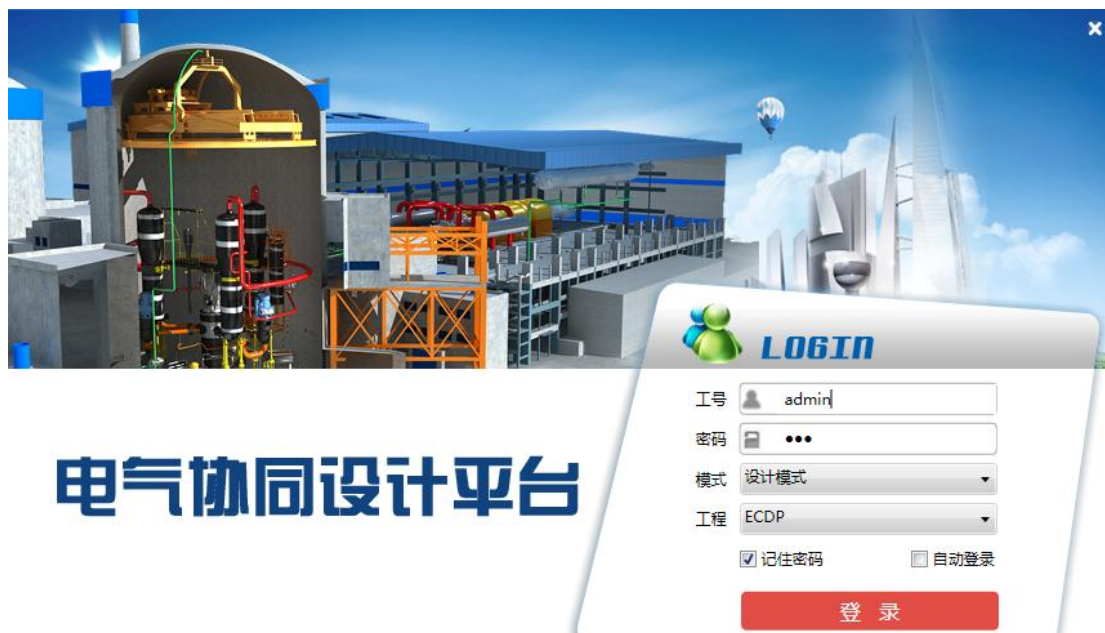 LOGIN
工号 admin
密码 •••
电气协同设计平台
模式 设计模式
工程 ECDP
记住密码 自动登录
登 录